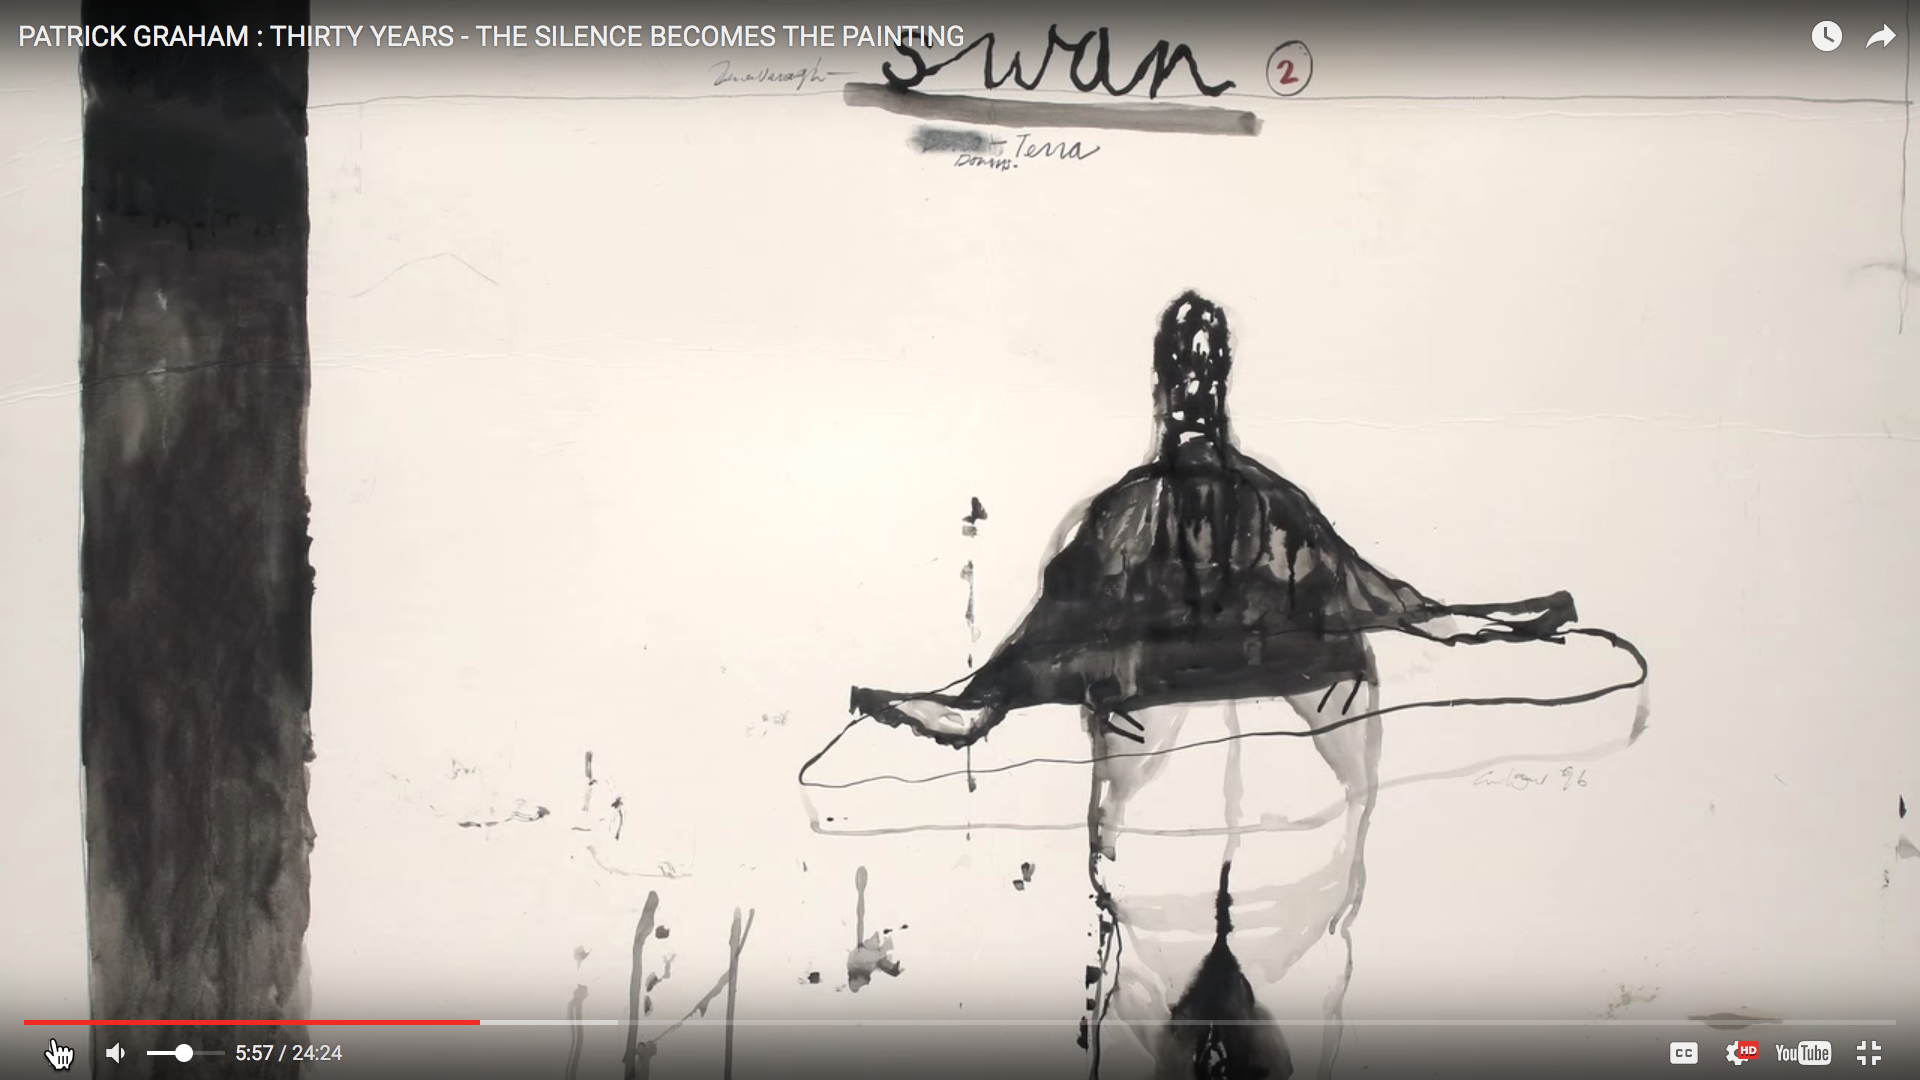 PATRICK GRAHAM : THIRTY YEARS - THE SILENCE BECOMES THE PAINTING
swan 2
- Terra
5:57 / 24:24
CC
HD
YouTube